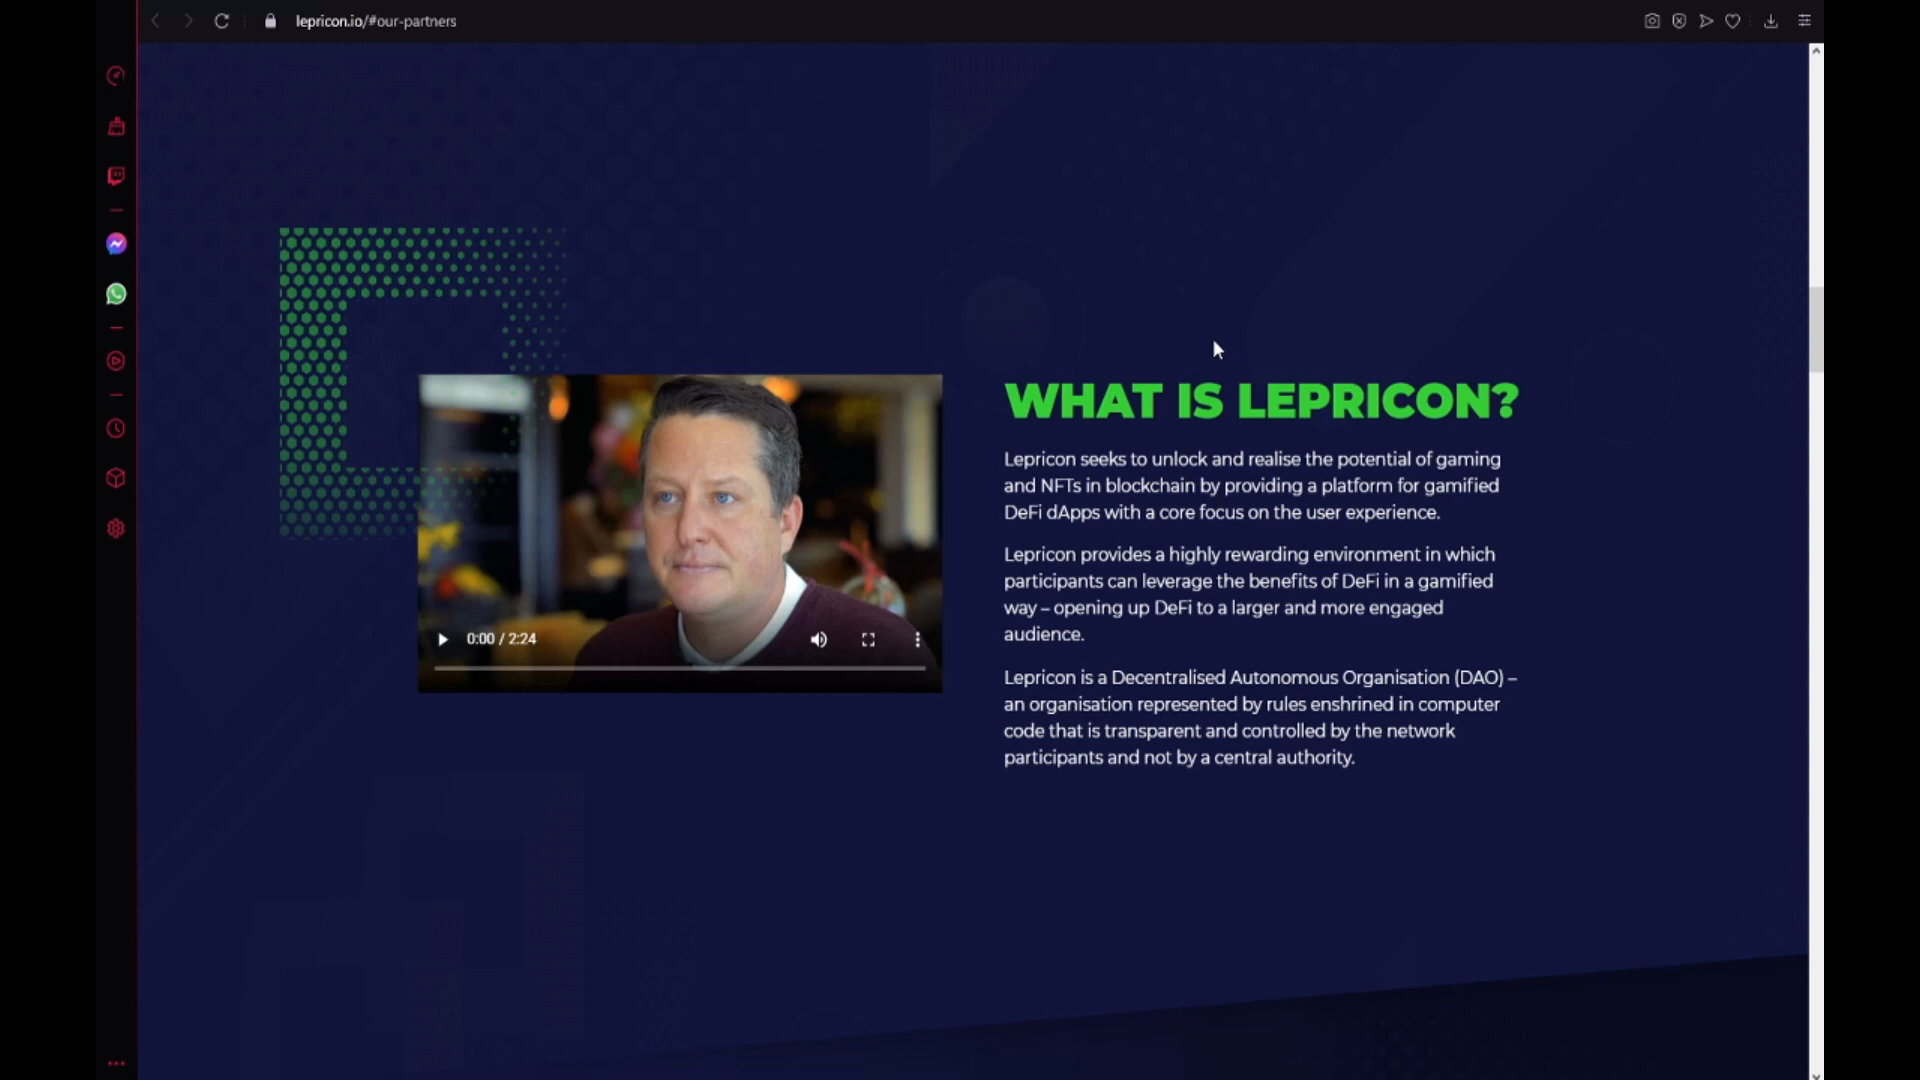 lepricon.io/#our-partners
WHAT IS LEPRICON?
Lepricon seeks to unlock and realise the potential of gaming
and NFTs in blockchain by providing a platform for gamified
DeFi dApps with a core focus on the user experience.
Lepricon provides a highly rewarding environment in which
participants can leverage the benefits of DeFi in a gamified
way – opening up DeFi to a larger and more engaged
audience.
Lepricon is a Decentralised Autonomous Organisation (DAO) –
an organisation represented by rules enshrined in computer
code that is transparent and controlled by the network
participants and not by a central authority.
0:00 / 2:24